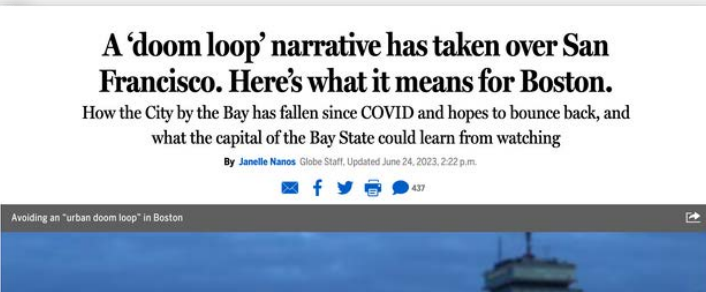 A ‘doom loop’ narrative has taken over San
Francisco. Here’s what it means for Boston.
How the City by the Bay has fallen since COVID and hopes to bounce back, and
what the capital of the Bay State could learn from watching
By Janelle Nanos Globe Staff, Updated June 24, 2023, 2:22 p.m.
437
Avoiding an "urban doom loop" in Boston